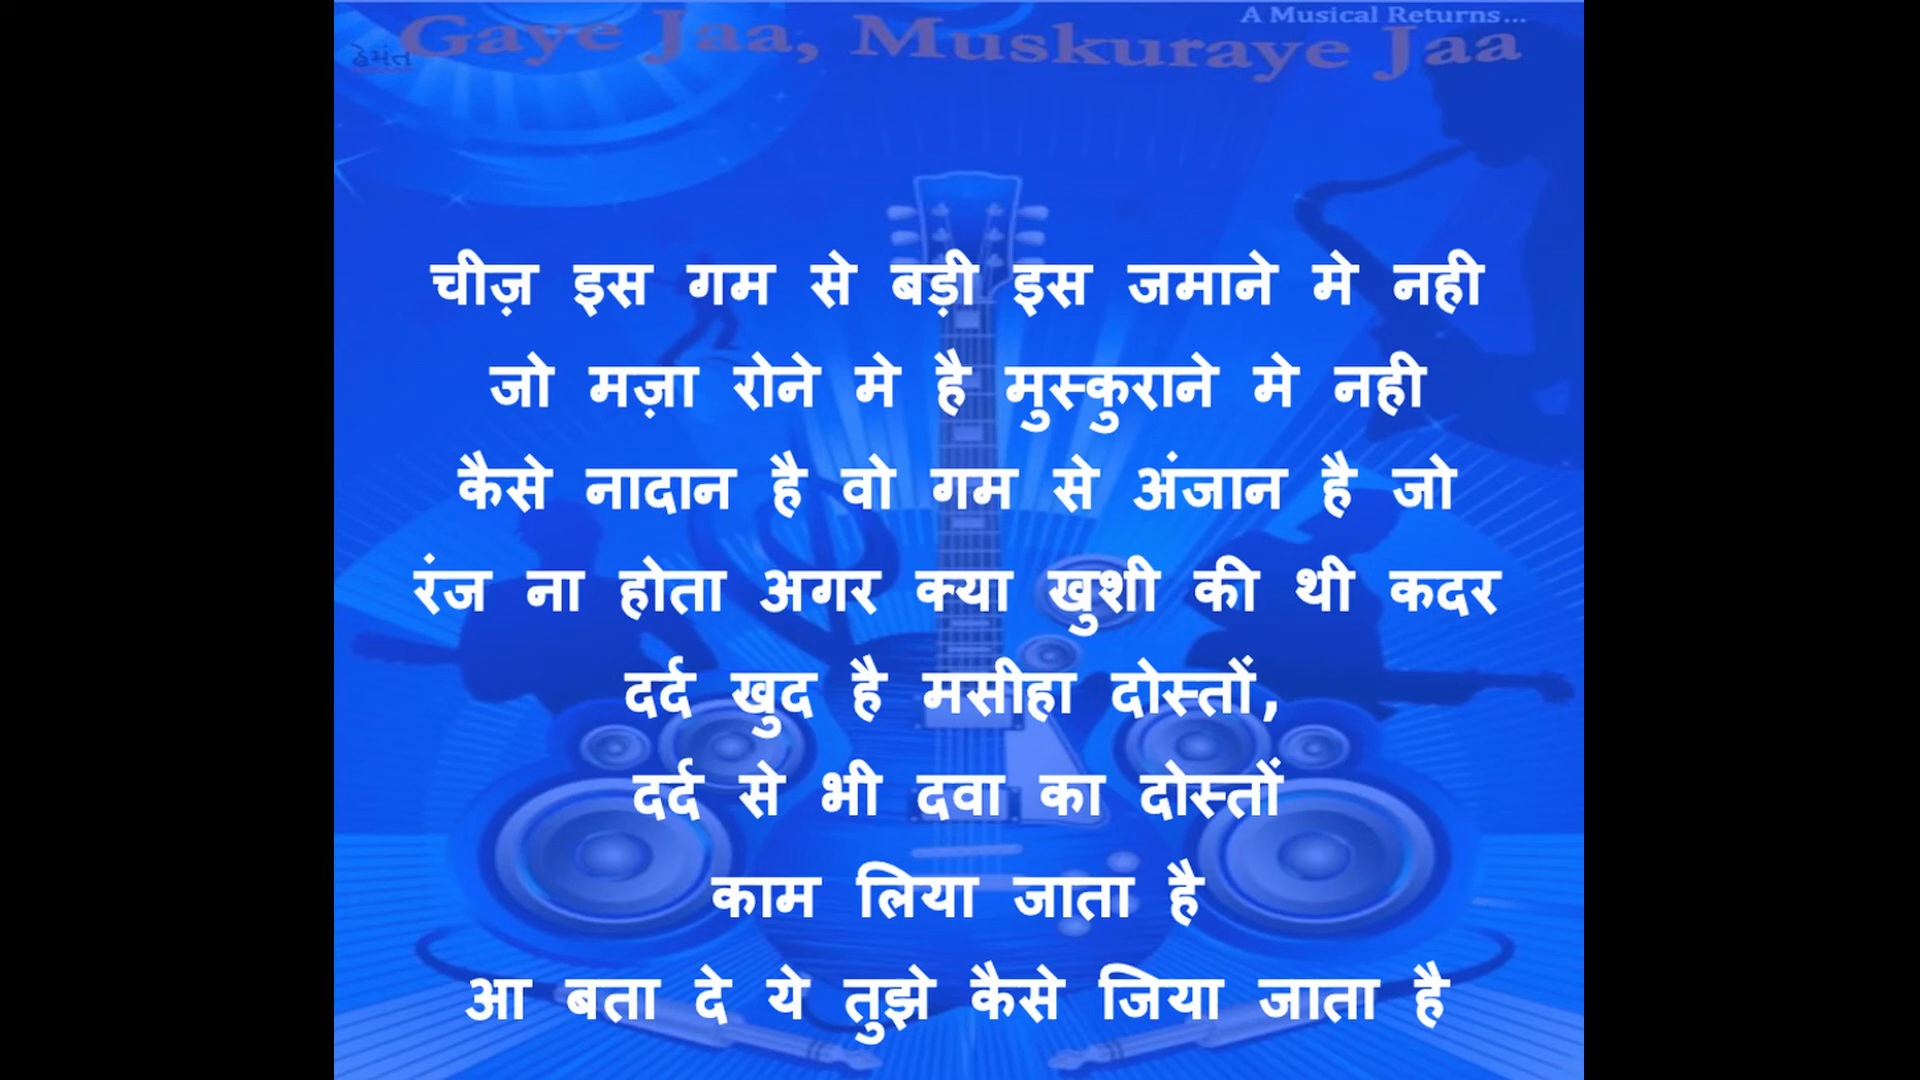 A Musical Returns...
Gaye Jaa, Muskuraye Jaa
હેમંત
चीज़ इस गम से बड़ी इस जमाने मे नही
जो मज़ा रोने मे है मुस्कुराने मे नही
कैसे नादान है वो गम से अंजान है जो
रंज ना होता अगर क्या खुशी की थी कदर
दर्द खुद है मसीहा दोस्तों,
दर्द से भी दवा का दोस्तों
काम लिया जाता है
आ बता दे ये तुझे कैसे जिया जाता है